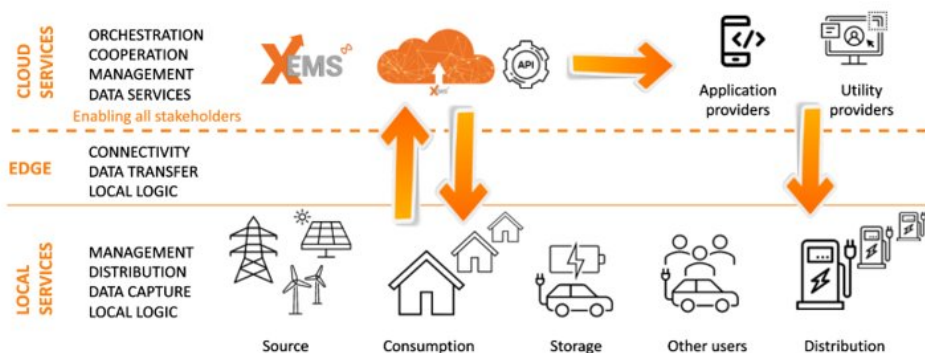 CLOUD
SERVICES
ORCHESTRATION
COOPERATION
MANAGEMENT
DATA SERVICES
Enabling all stakeholders
XEMS∞
API
Application
providers
Utility
providers
EDGE
CONNECTIVITY
DATA TRANSFER
LOCAL LOGIC
LOCAL
SERVICES
MANAGEMENT
DISTRIBUTION
DATA CAPTURE
LOCAL LOGIC
Source
Consumption
Storage
Other users
Distribution